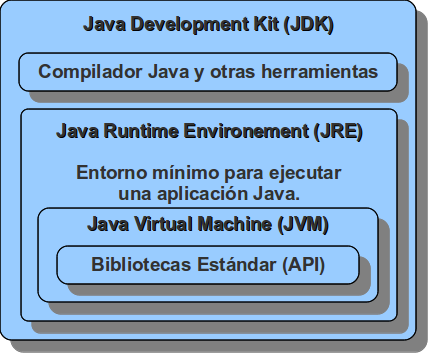 Java Development Kit (JDK)
Compilador Java y otras herramientas
Java Runtime Environement (JRE)
Entorno mínimo para ejecutar
una aplicación Java.
Java Virtual Machine (JVM)
Bibliotecas Estándar (API)